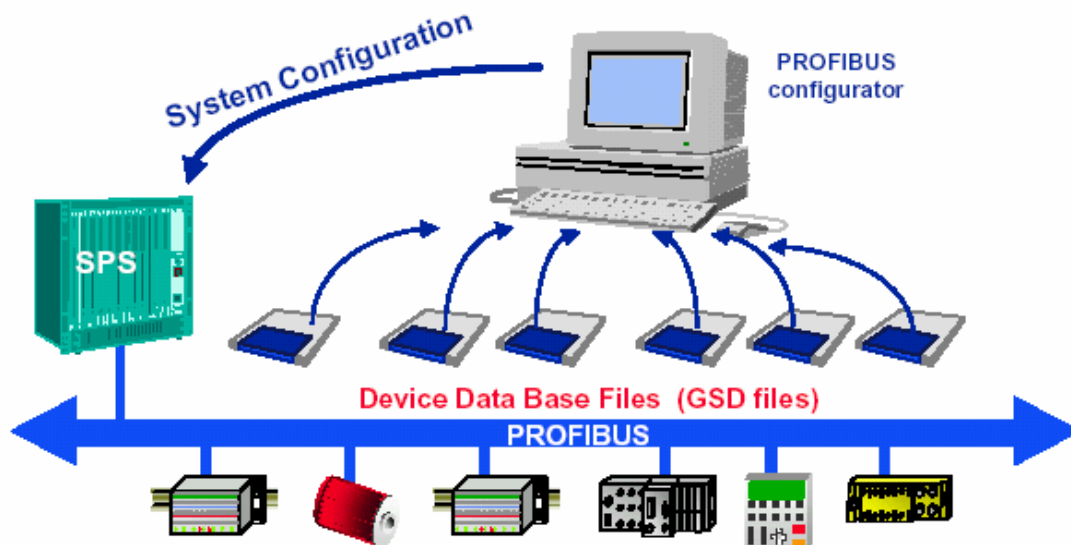 System Configuration
PROFIBUS
configurator
SPS
Device Data Base Files (GSD files)
PROFIBUS